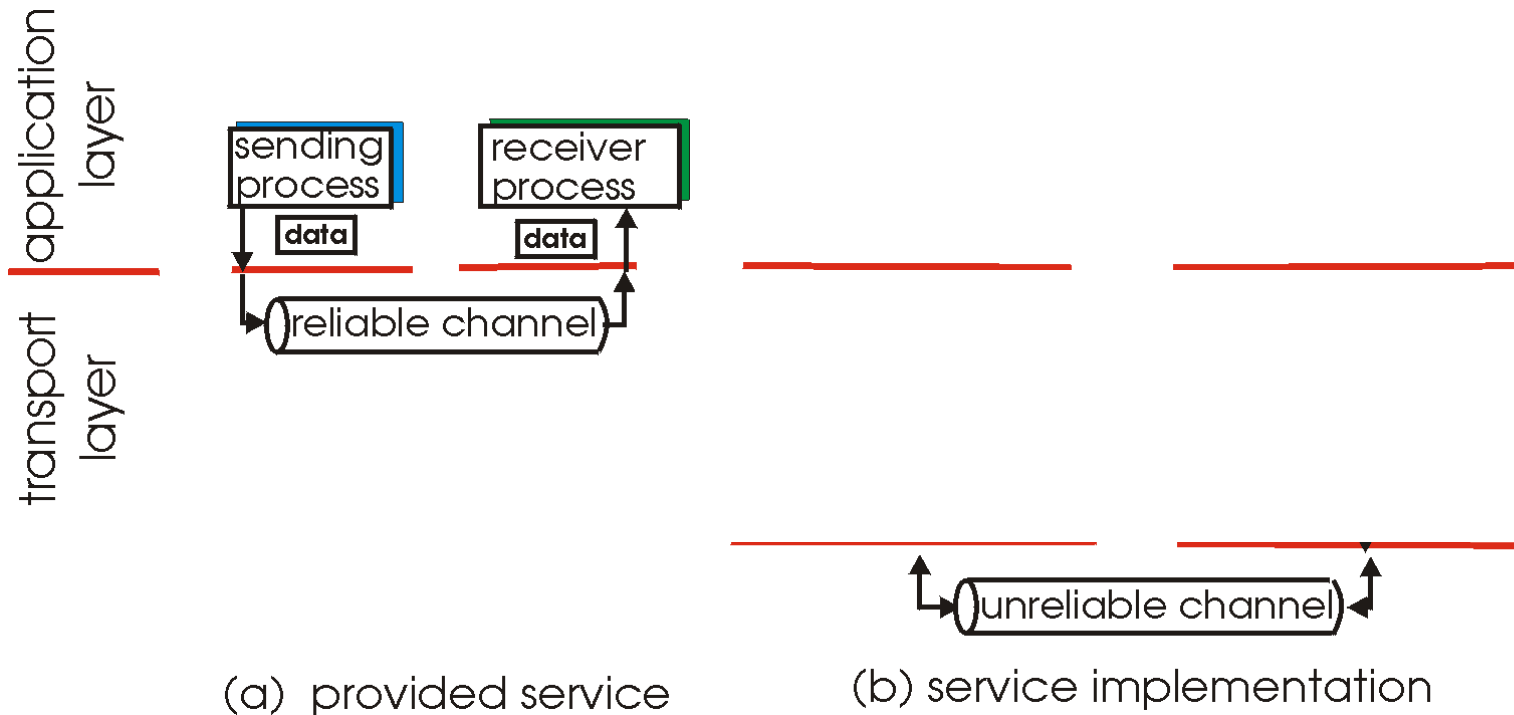 application
layer
transport
layer
sending
process
receiver
process
data
data
reliable channel
unreliable channel
(a) provided service
(b) service implementation